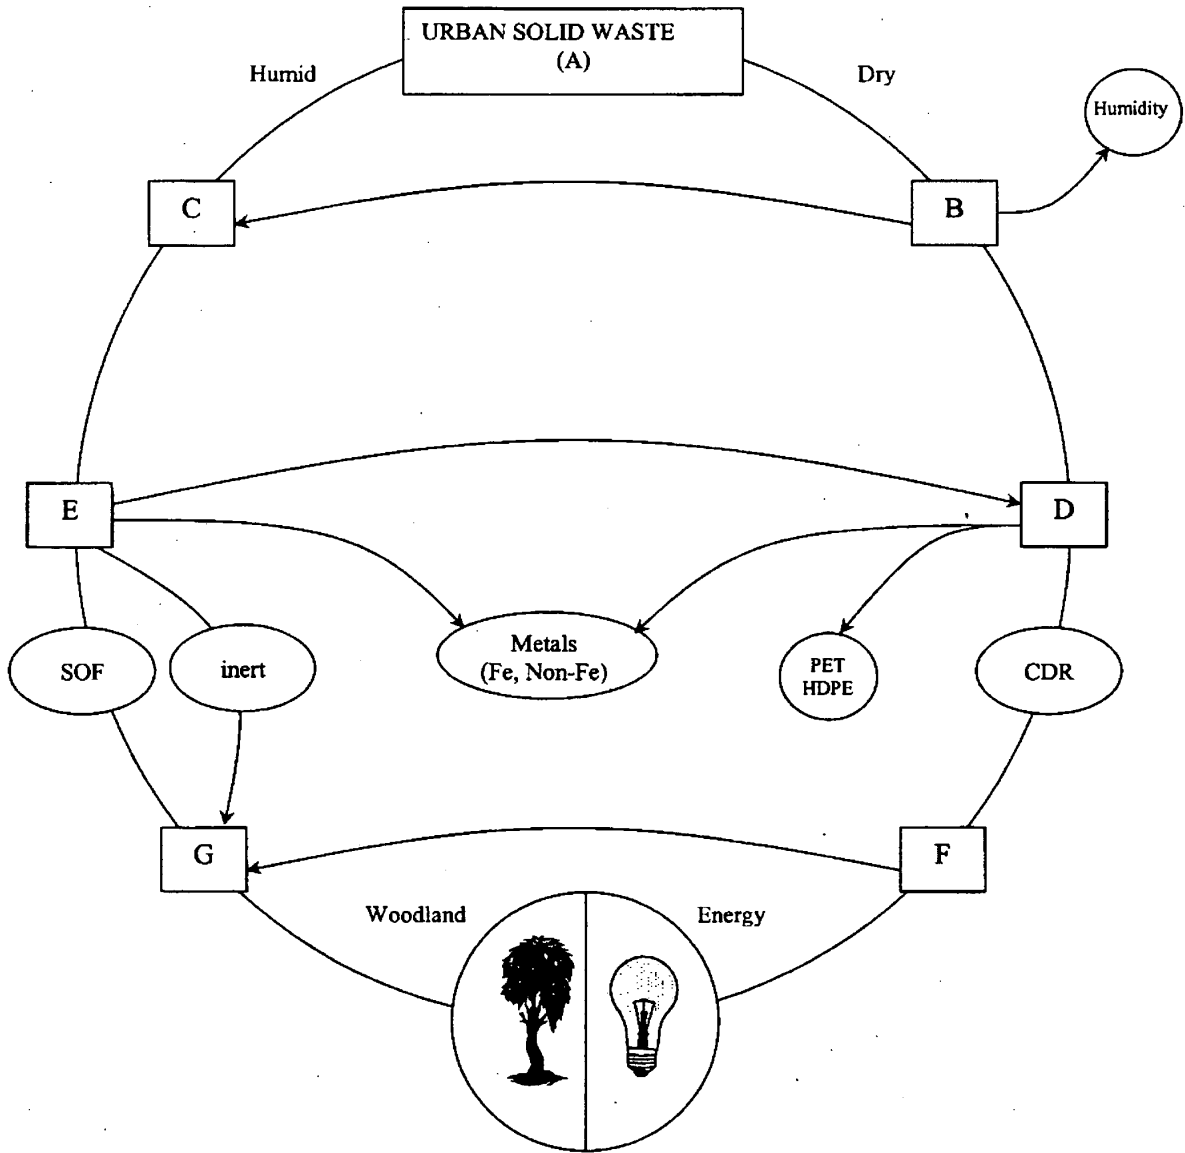 URBAN SOLID WASTE
(A)
Humid
Dry
Humidity
C
B
E
D
SOF
inert
Metals
(Fe, Non-Fe)
PET
HDPE
CDR
G
F
Woodland
Energy